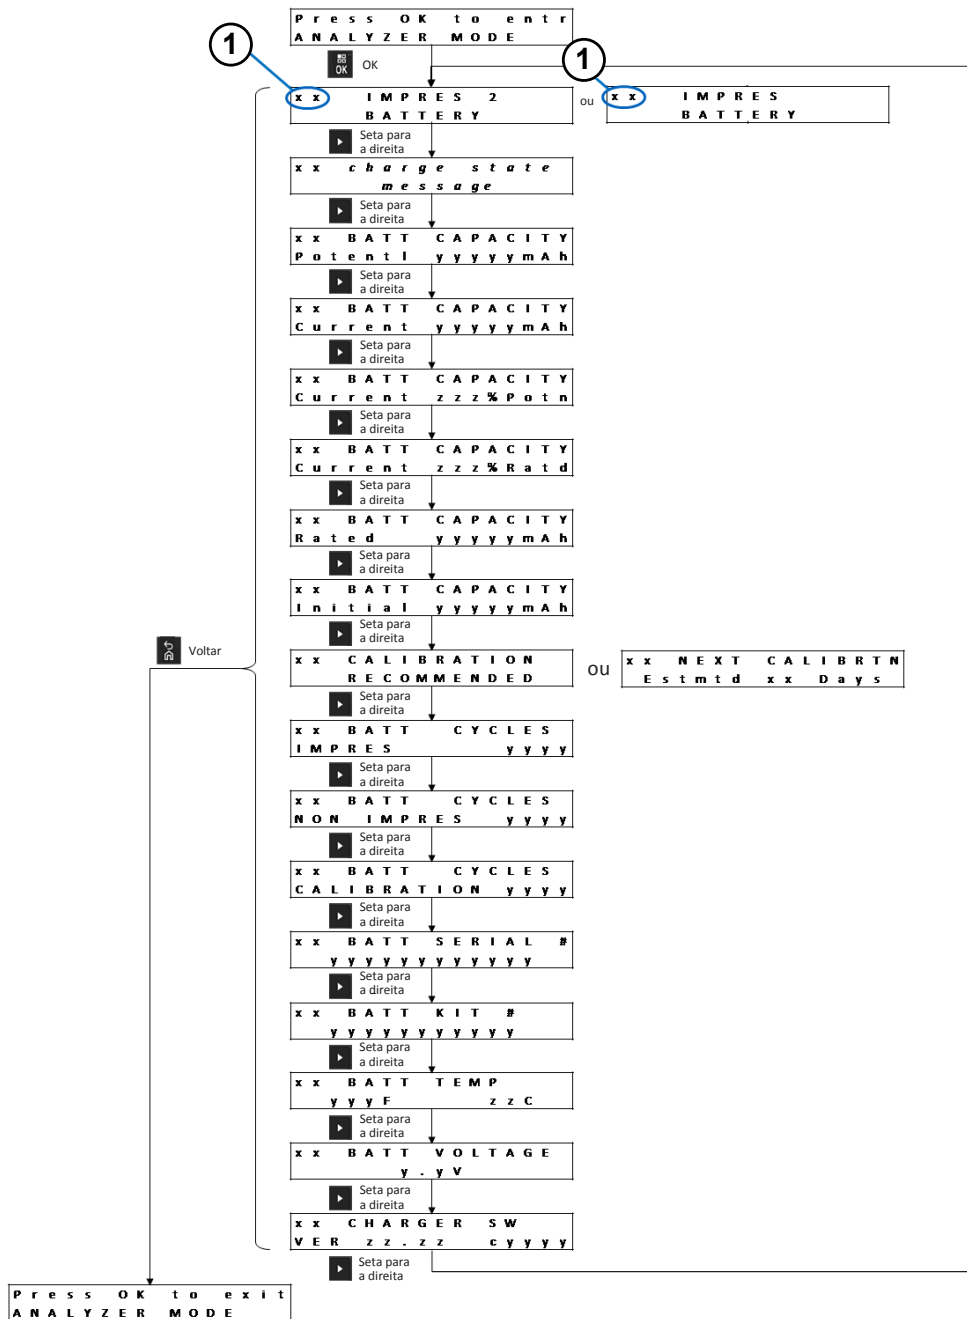 Press OK to entr
ANALYZER MODE
1
OK
OK
1
xx IMPRES 2
BATTERY
ou
xx IMPRES
BATTERY
Seta para
a direita
xx charge state
message
Seta para
a direita
xx BATT CAPACITY
Potentl yyyyymAh
Seta para
a direita
xx BATT CAPACITY
Current yyyyymAh
Seta para
a direita
xx BATT CAPACITY
Current zzz%Potn
Seta para
a direita
xx BATT CAPACITY
Current zzz%Ratd
Seta para
a direita
xx BATT CAPACITY
Rated yyyyymAh
Seta para
a direita
xx BATT CAPACITY
Initial yyyyymAh
Seta para
a direita
Voltar
xx CALIBRATION
RECOMMENDED
ou
xx NEXT CALIBRTN
Estmtd xx Days
Seta para
a direita
xx BATT CYCLES
IMPRES yyyy
Seta para
a direita
xx BATT CYCLES
NON IMPRES yyyy
Seta para
a direita
xx BATT CYCLES
CALIBRATION yyyy
Seta para
a direita
xx BATT SERIAL #
yyyyyyyyyyy
Seta para
a direita
xx BATT KIT #
yyyyyyyyyy
Seta para
a direita
xx BATT TEMP
yyyF zzC
Seta para
a direita
xx BATT VOLTAGE
y.yV
Seta para
a direita
xx CHARGER SW
VER zz.zz cyyyy
Seta para
a direita
Press OK to exit
ANALYZER MODE